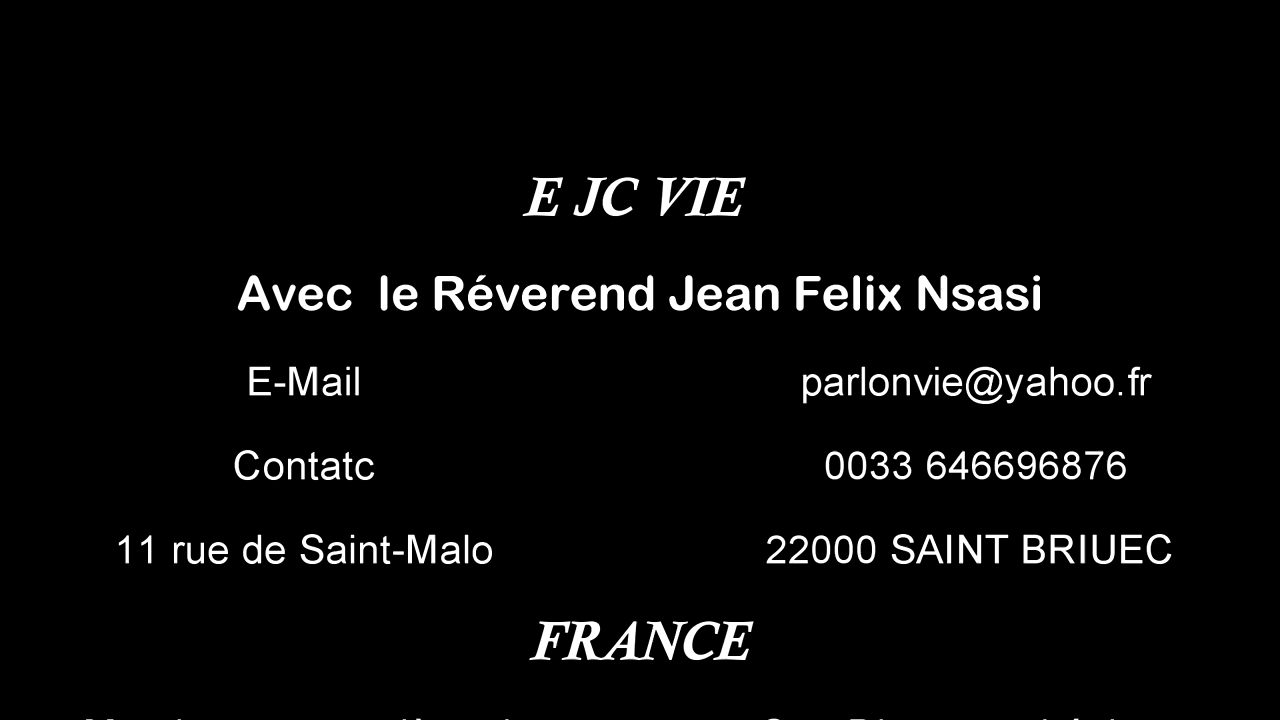 E JC VIE
Avec le Réverend Jean Felix Nsasi
E-Mail parlonvie@yahoo.fr
Contatc 0033 646696876
11 rue de Saint-Malo 22000 SAINT BRIUEC
FRANCE